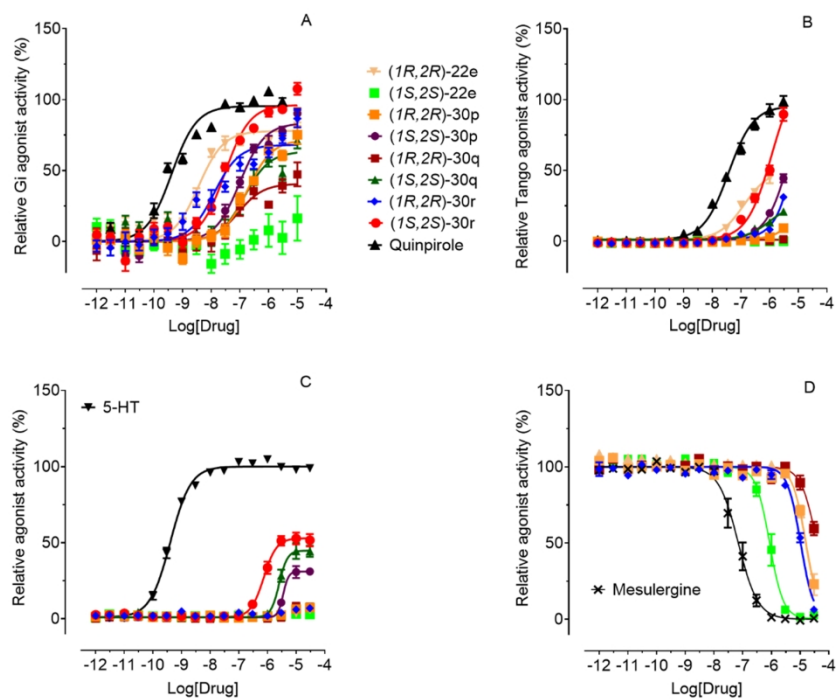 A
Relative Gi agonist activity (%)
150
100
50
0
-12 -11 -10 -9 -8 -7 -6 -5 -4
Log[Drug]
(1R,2R)-22e
(1S,2S)-22e
(1R,2R)-30p
(1S,2S)-30p
(1R,2R)-30q
(1S,2S)-30q
(1R,2R)-30r
(1S,2S)-30r
Quinpirole
B
Relative Tango agonist activity (%)
150
100
50
0
-12 -11 -10 -9 -8 -7 -6 -5 -4
Log[Drug]
C
Relative agonist activity (%)
150
100
50
0
5-HT
-12 -11 -10 -9 -8 -7 -6 -5 -4
Log[Drug]
D
Relative agonist activity (%)
150
100
50
0
Mesulergine
-12 -11 -10 -9 -8 -7 -6 -5 -4
Log[Drug]